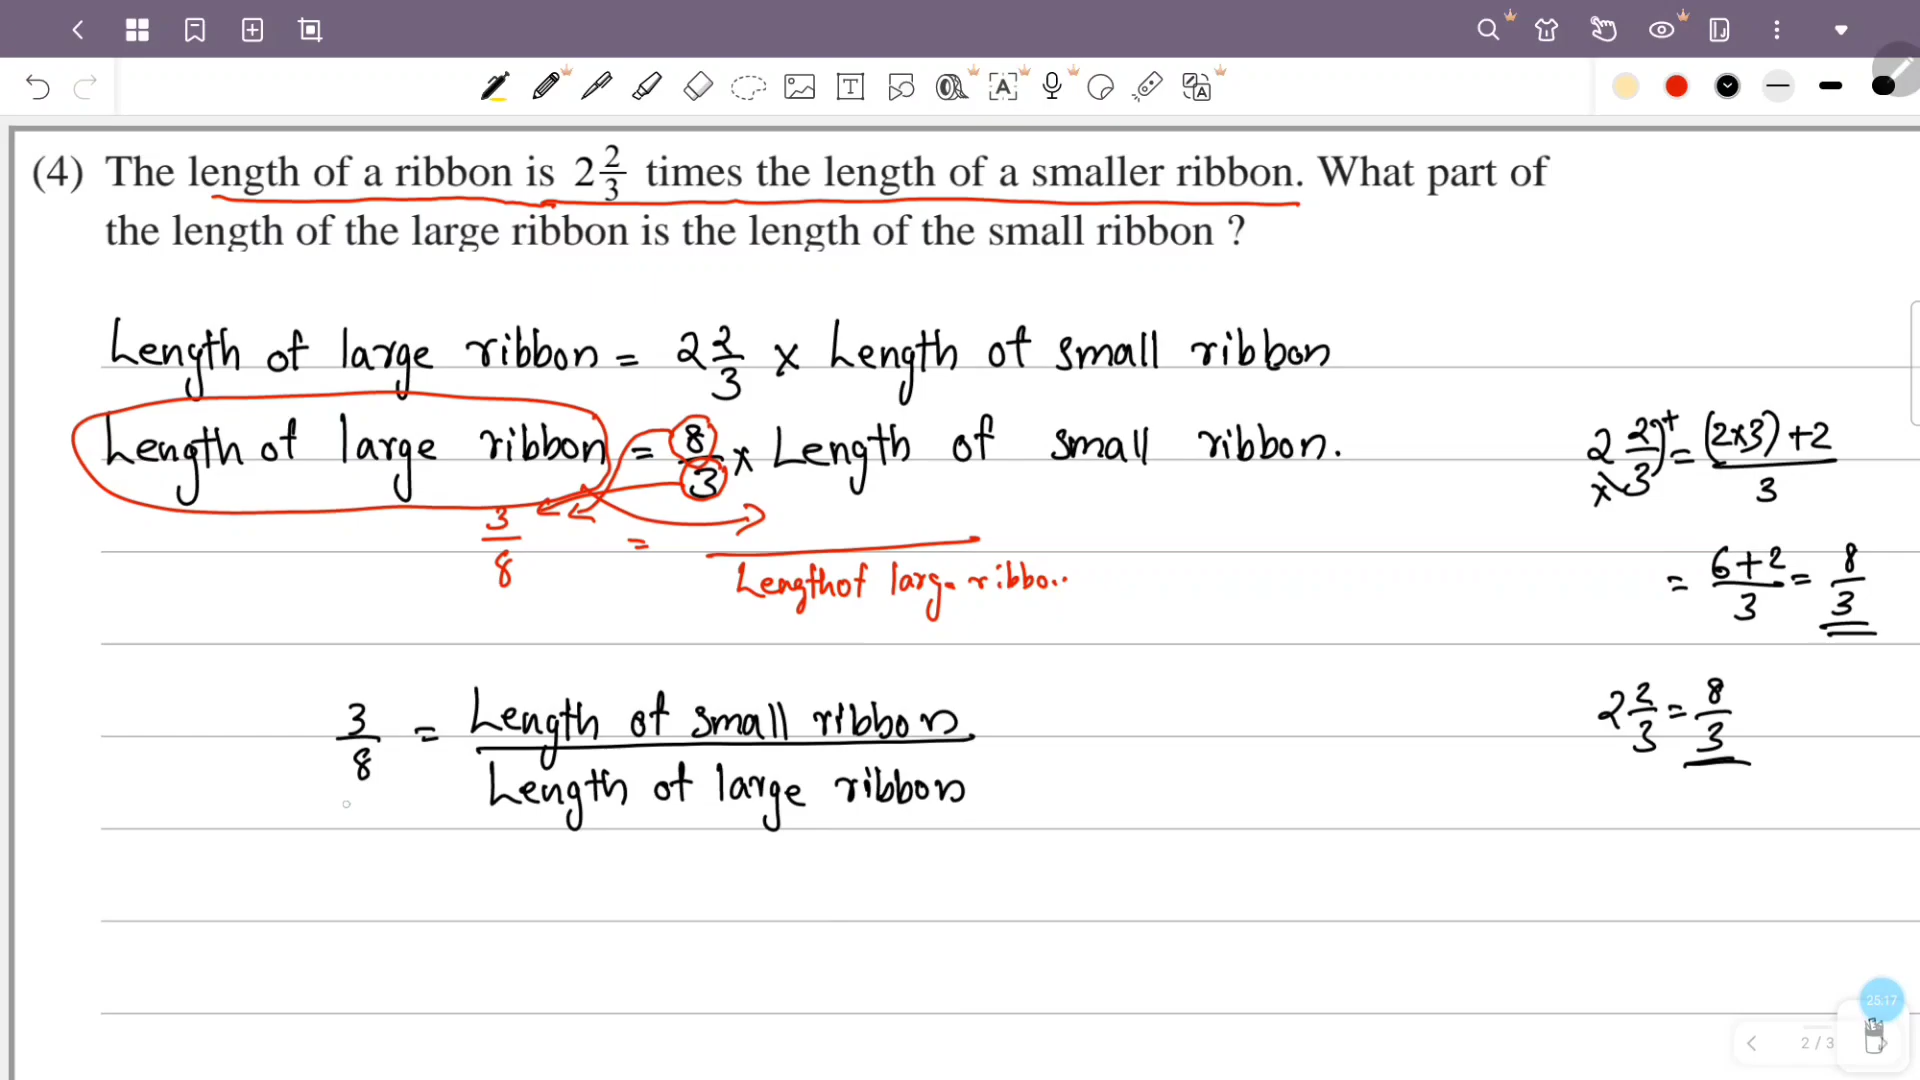 (4) The length of a ribbon is 2 2/3 times the length of a smaller ribbon. What part of
the length of the large ribbon is the length of the small ribbon ?
Length of large ribbon = 2 2/3 x Length of small ribbon
Length of large ribbon = 8/3 x Length of small ribbon.
3/8 = Length of large ribbo..
3/8 = Length of small ribbon / Length of large ribbon
2 2/3 = (2x3)+2 / 3
= 6+2/3 = 8/3
2 2/3 = 8/3
25:17
2 / 3